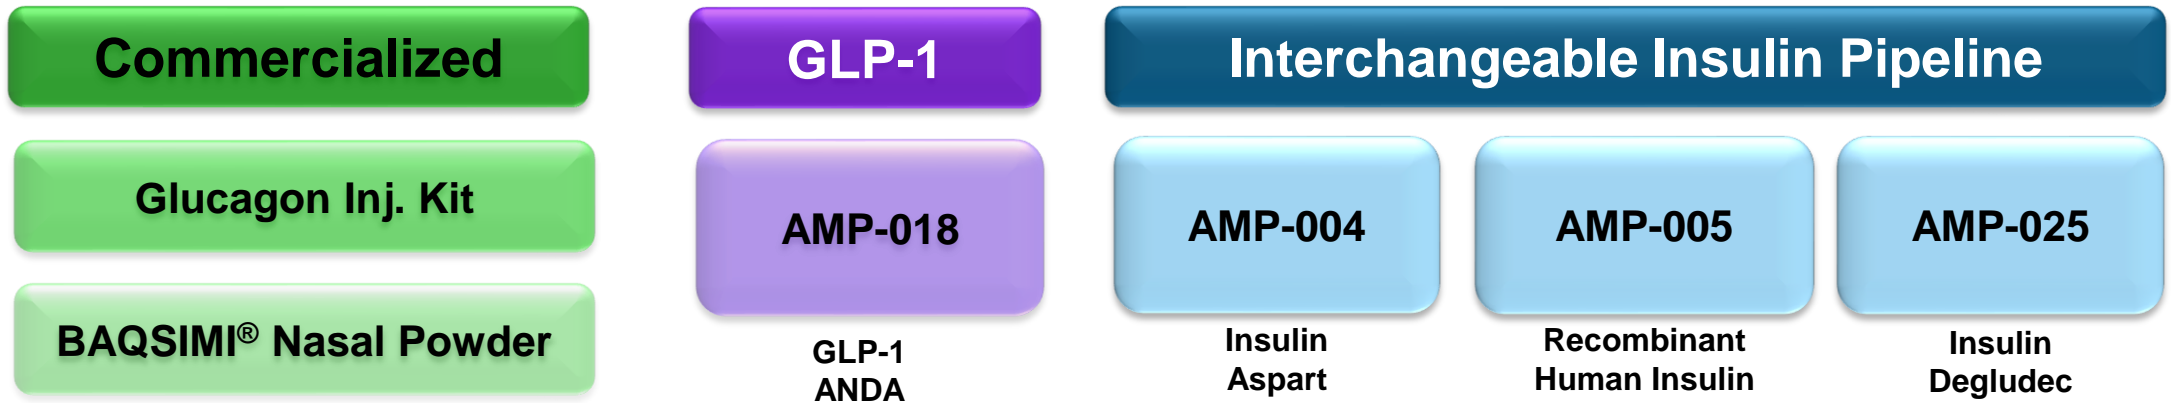 Commercialized
Glucagon Inj. Kit
BAQSIMI® Nasal Powder
GLP-1
AMP-018
GLP-1
ANDA
Interchangeable Insulin Pipeline
AMP-004
Insulin
Aspart
AMP-005
Recombinant
Human Insulin
AMP-025
Insulin
Degludec